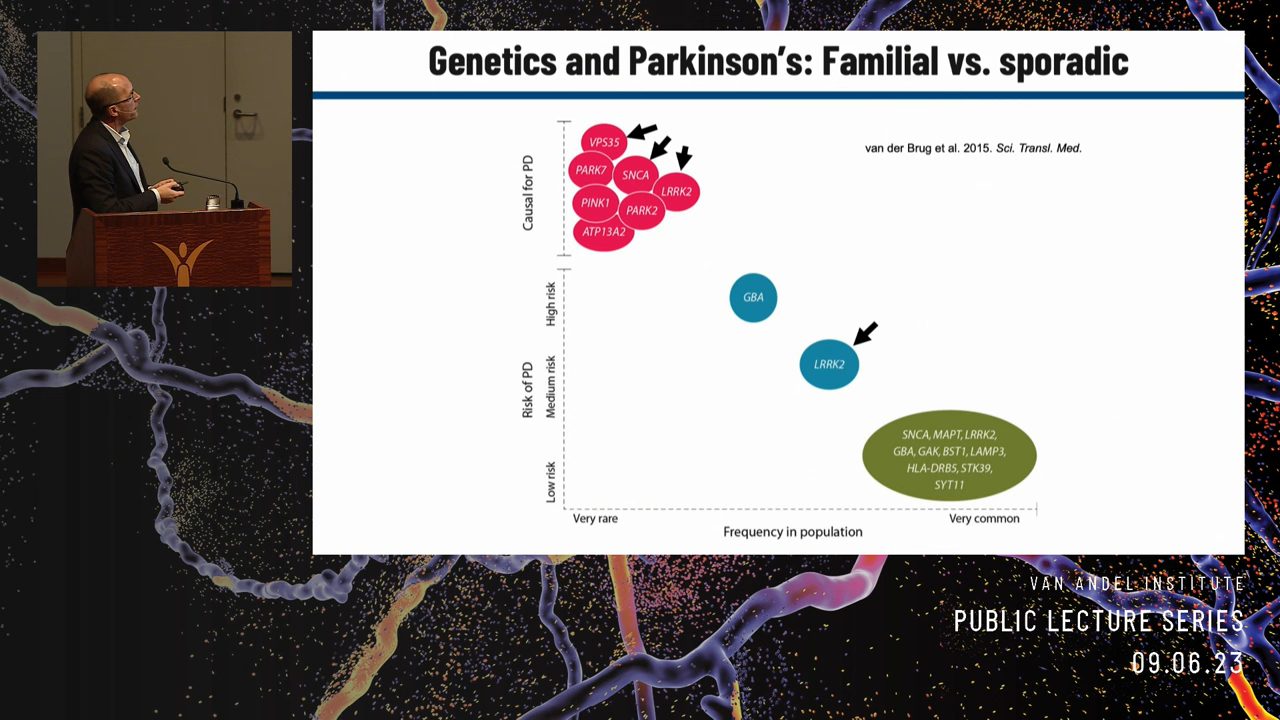 Genetics and Parkinson's: Familial vs. sporadic
van der Brug et al. 2015. Sci. Transl. Med.
Causal for PD
VPS35
PARK7
SNCA
LRRK2
PINK1
PARK2
ATP13A2
Risk of PD
High risk
Medium risk
Low risk
GBA
LRRK2
SNCA, MAPT, LRRK2,
GBA, GAK, BST1, LAMP3,
HLA-DRB5, STK39,
SYT11
Very rare
Very common
Frequency in population
VAN ANDEL INSTITUTE
PUBLIC LECTURE SERIES
09.06.23